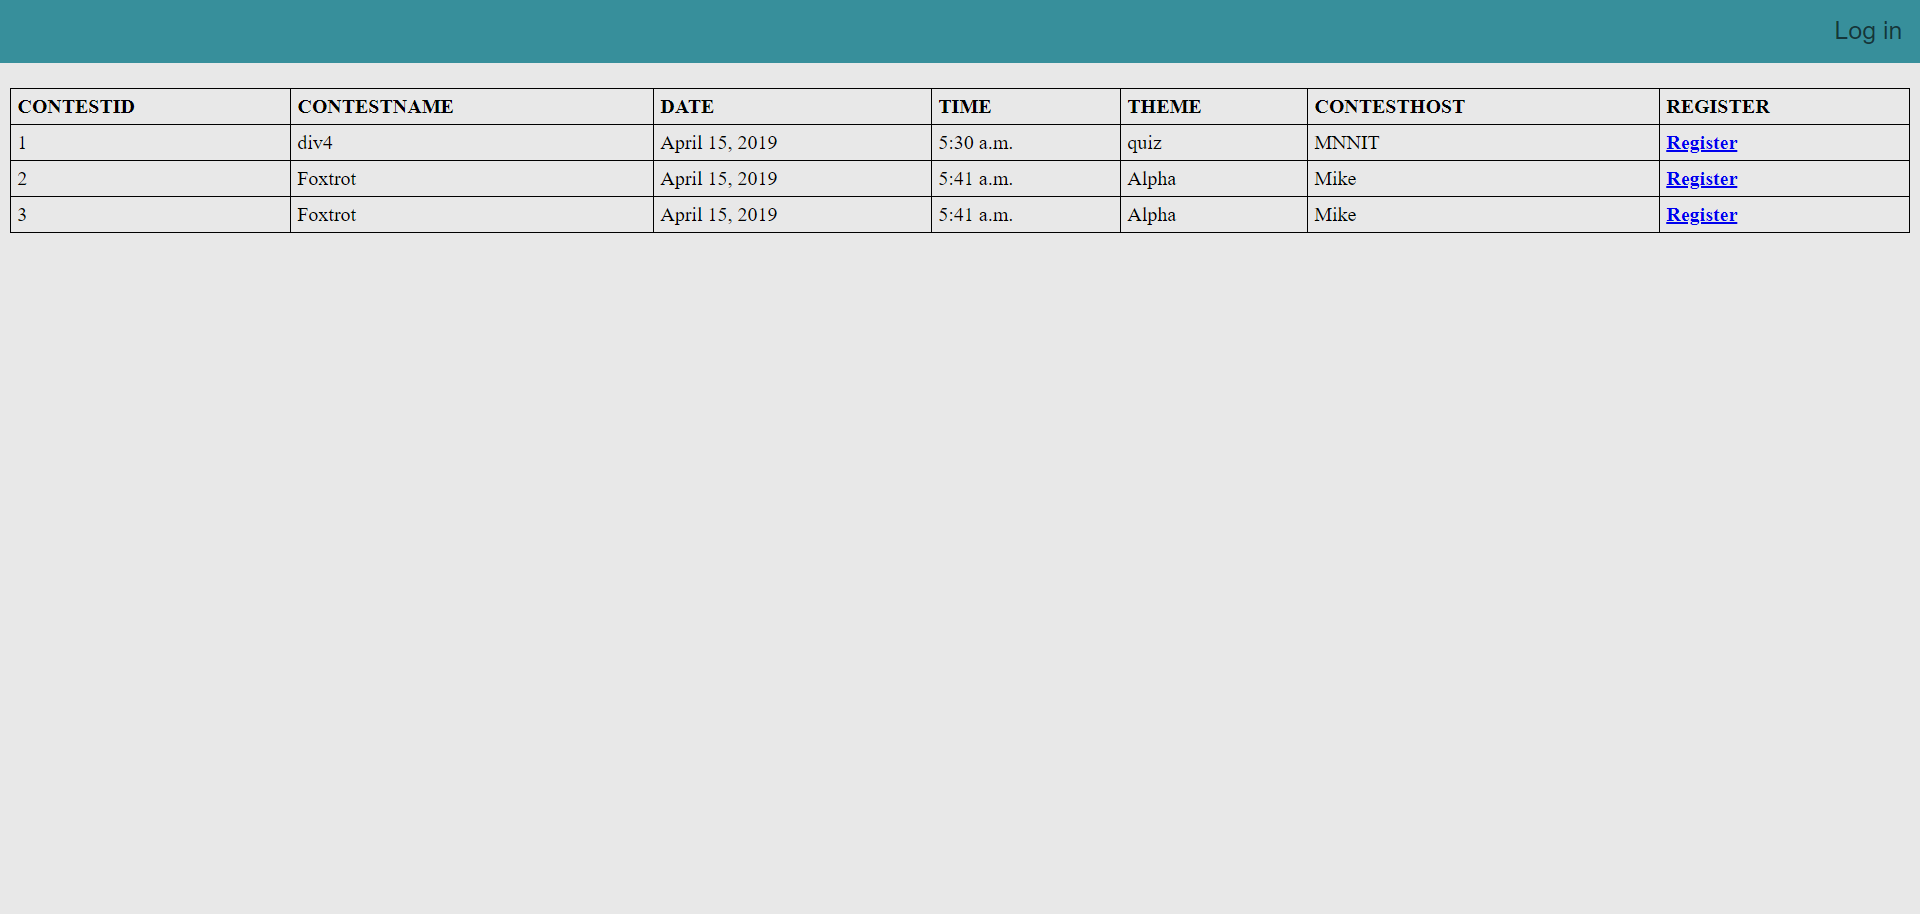 Log in
CONTESTID CONTESTNAME DATE TIME THEME CONTESTHOST REGISTER
1 div4 April 15, 2019 5:30 a.m. quiz MNNIT Register
2 Foxtrot April 15, 2019 5:41 a.m. Alpha Mike Register
3 Foxtrot April 15, 2019 5:41 a.m. Alpha Mike Register